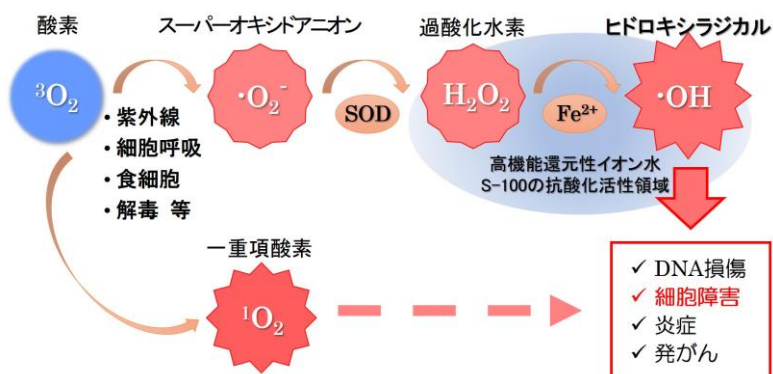 酸素
スーパーオキシドアニオン
過酸化水素
ヒドロキシラジカル
³O₂
·O₂⁻
SOD
H₂O₂
Fe²⁺
·OH
・紫外線
・細胞呼吸
・食細胞
・解毒 等
高機能還元性イオン水
S-100の抗酸化活性領域
一重項酸素
¹O₂
✓ DNA損傷
✓ 細胞障害
✓ 炎症
✓ 発がん